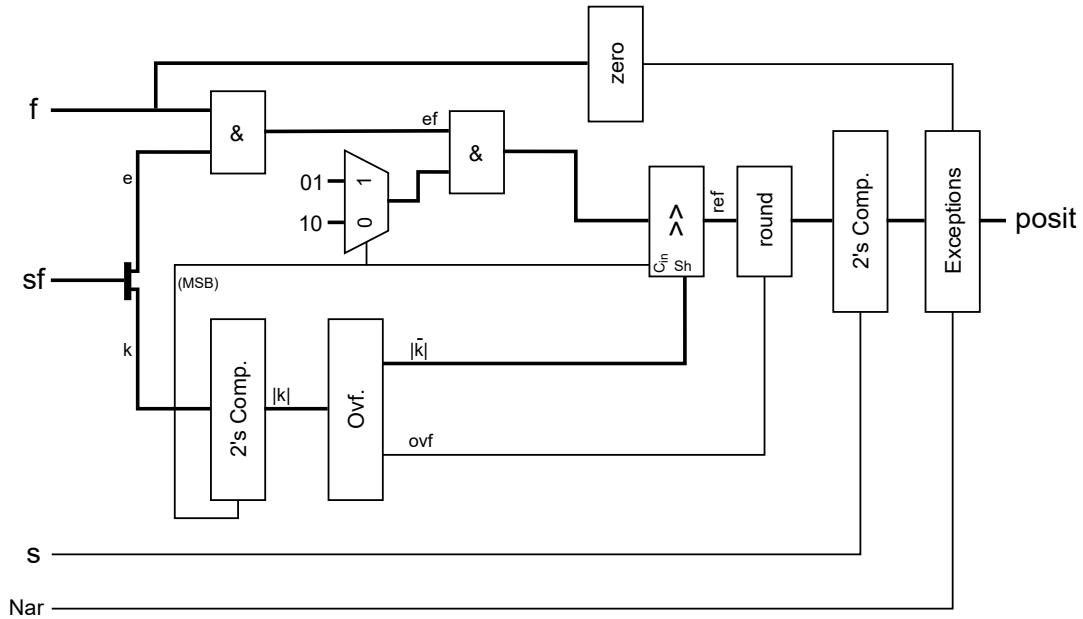 zero
f
&
ef
&
e
01
1
10
0
>>
C_in
Sh
ref
round
2's Comp.
Exceptions
posit
sf
(MSB)
k
2's Comp.
|k|
Ovf.
|k̄|
ovf
s
Nar